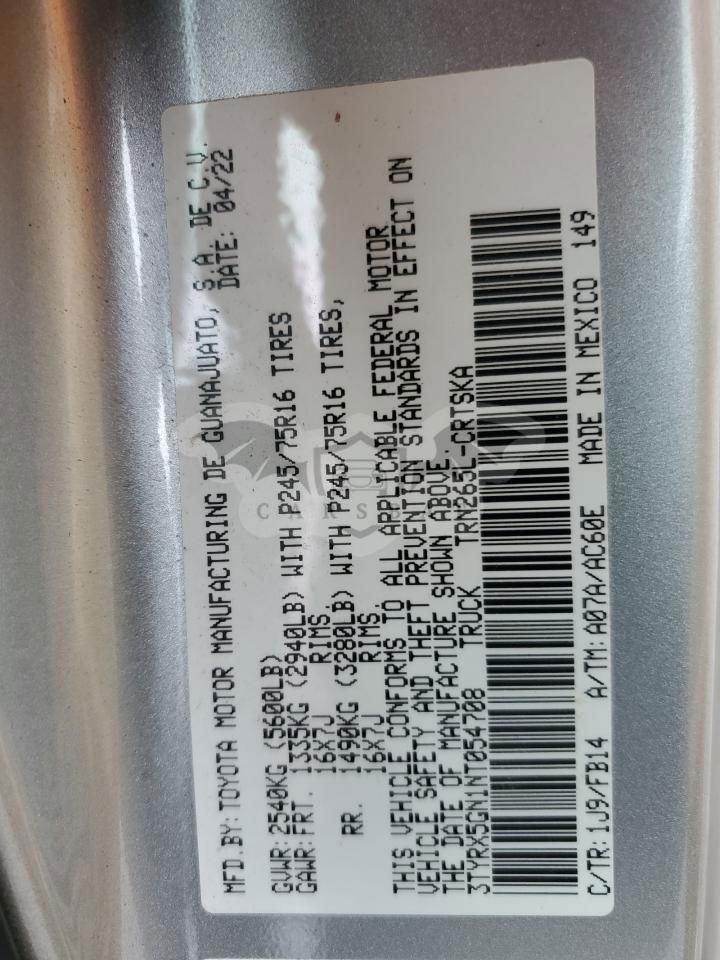 MFD.BY: TOYOTA MOTOR MANUFACTURING DE GUANAJUATO, S.A. DE C.V.
DATE: 04/22
GVWR: 2540KG (5600LB)
GAWR: FRT. 1335KG (2940LB) WITH P245/75R16 TIRES
16X7J RIMS,
RR. 1490KG (3280LB) WITH P245/75R16 TIRES,
16X7J RIMS,
THIS VEHICLE CONFORMS TO ALL APPLICABLE FEDERAL MOTOR
VEHICLE SAFETY AND THEFT PREVENTION STANDARDS IN EFFECT ON
THE DATE OF MANUFACTURE SHOWN ABOVE
3TYRX5GN1NT054708 TRUCK TRN265L-CRTSKA
C/TR: 1J9/FB14 A/TM: A07A/AC60E MADE IN MEXICO 149